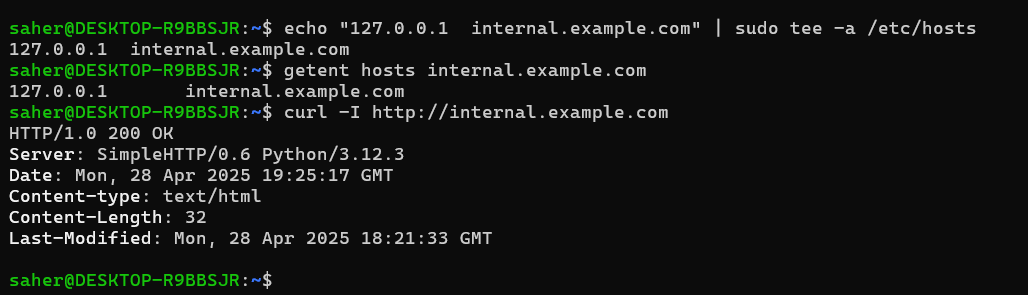 saher@DESKTOP-R9BBSJR:~$ echo "127.0.0.1  internal.example.com" | sudo tee -a /etc/hosts
127.0.0.1  internal.example.com
saher@DESKTOP-R9BBSJR:~$ getent hosts internal.example.com
127.0.0.1       internal.example.com
saher@DESKTOP-R9BBSJR:~$ curl -I http://internal.example.com
HTTP/1.0 200 OK
Server: SimpleHTTP/0.6 Python/3.12.3
Date: Mon, 28 Apr 2025 19:25:17 GMT
Content-type: text/html
Content-Length: 32
Last-Modified: Mon, 28 Apr 2025 18:21:33 GMT
saher@DESKTOP-R9BBSJR:~$